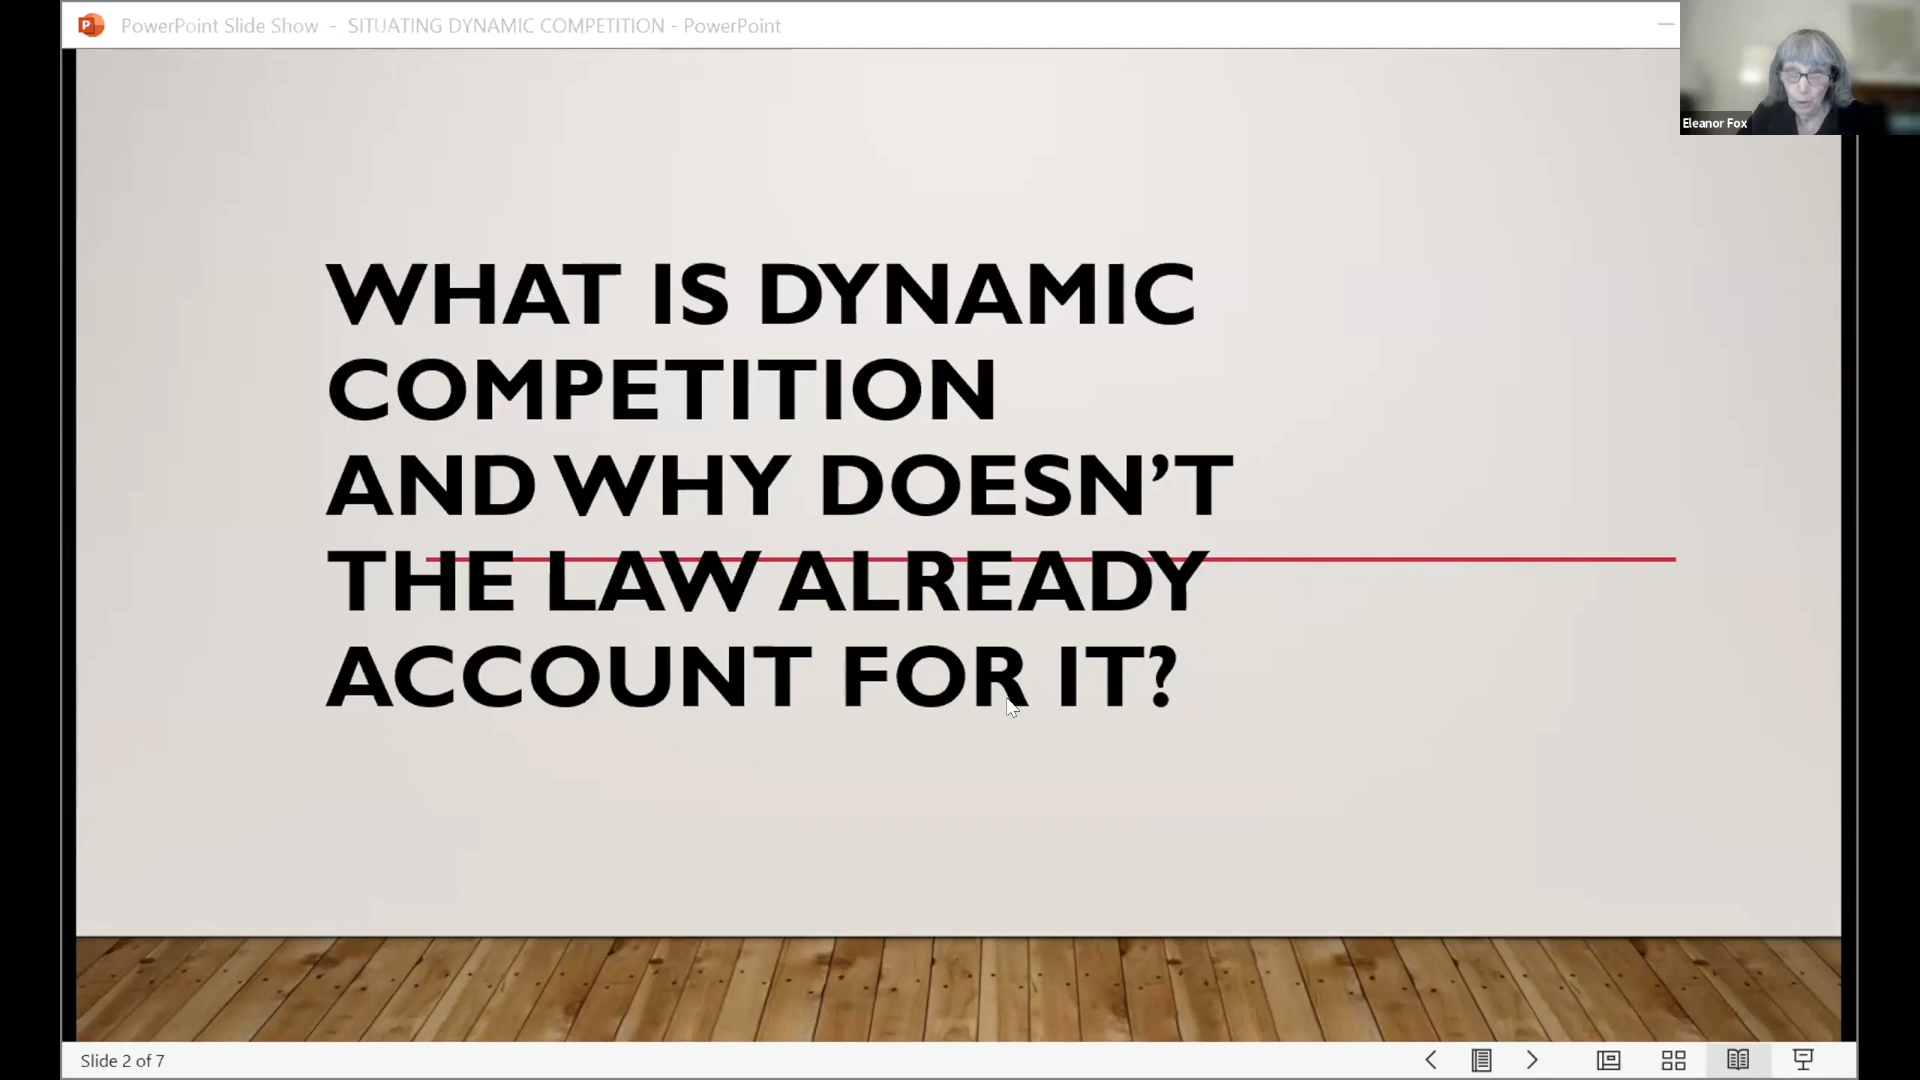 PowerPoint Slide Show - SITUATING DYNAMIC COMPETITION - PowerPoint
Eleanor Fox
WHAT IS DYNAMIC
COMPETITION
AND WHY DOESN’T
THE LAW ALREADY
ACCOUNT FOR IT?
Slide 2 of 7